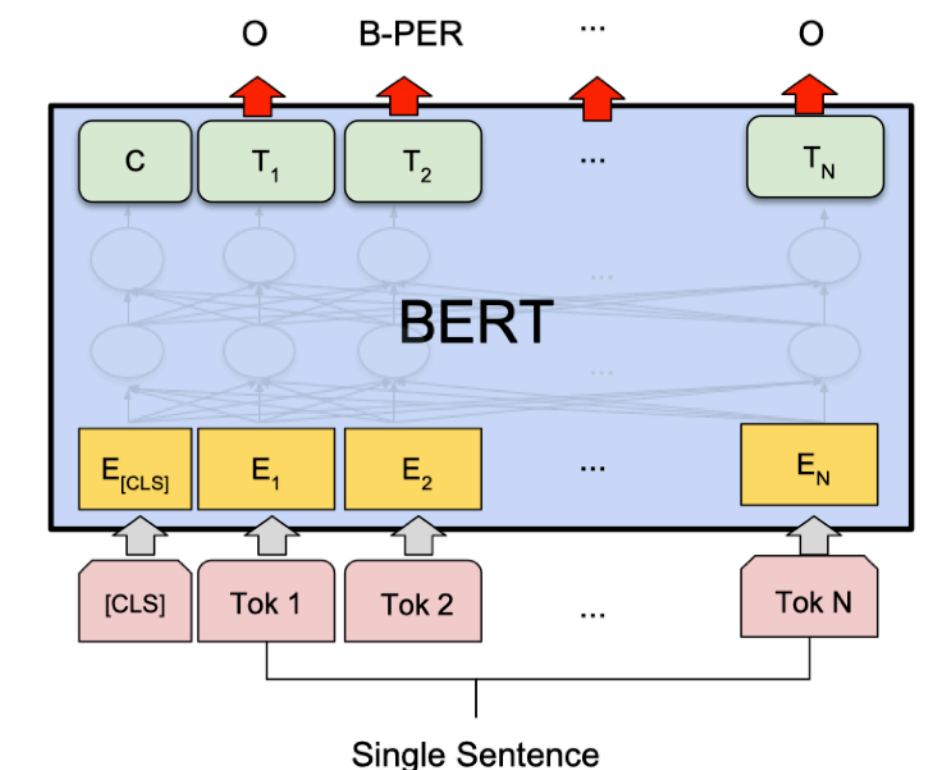 O B-PER ... O
C T1 T2 ... TN
...
BERT
...
E[CLS] E1 E2 ... EN
[CLS] Tok 1 Tok 2 ... Tok N
Single Sentence